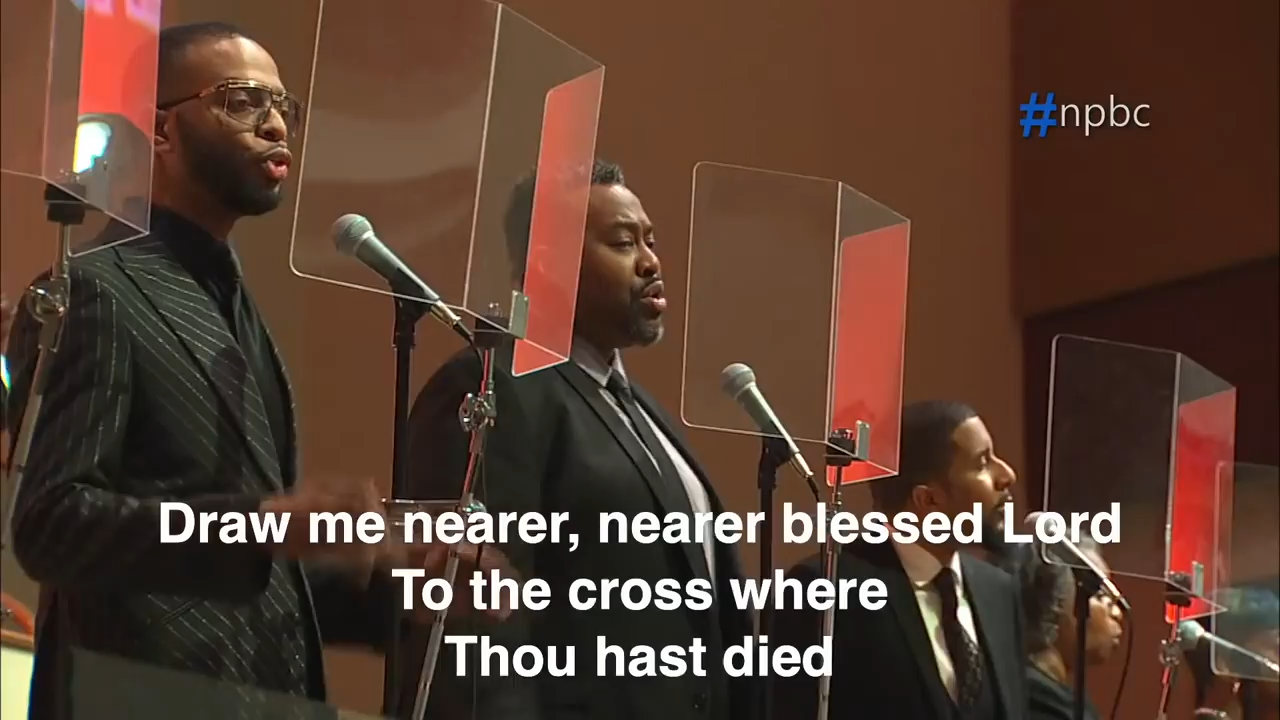 #npbc
Draw me nearer, nearer blessed Lord
To the cross where
Thou hast died